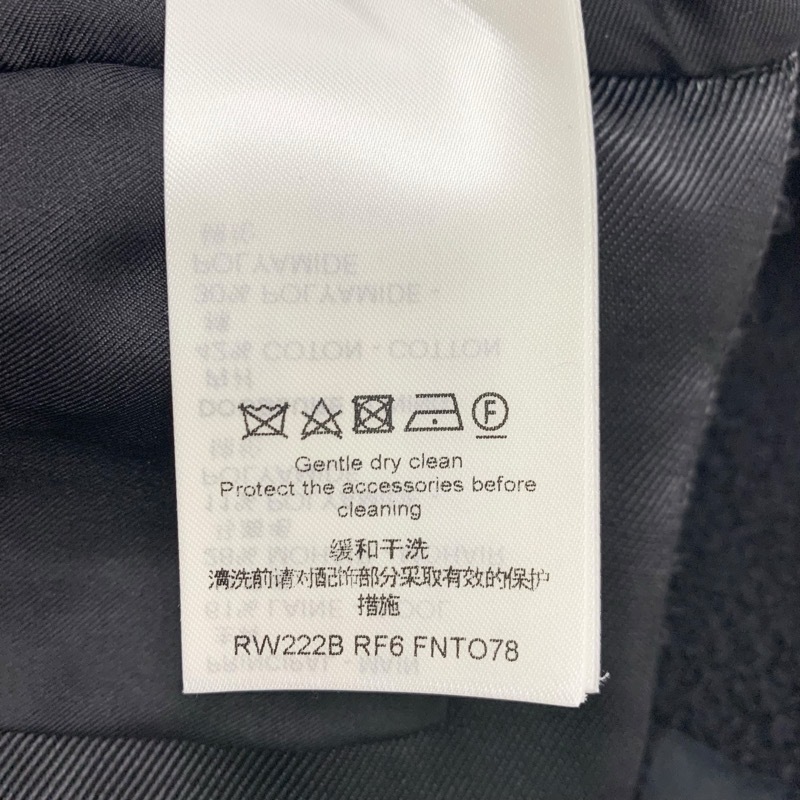 F
Gentle dry clean
Protect the accessories before
cleaning
缓和干洗
清洗前请对配饰部分采取有效的保护
措施
RW222B RF6 FNTO78